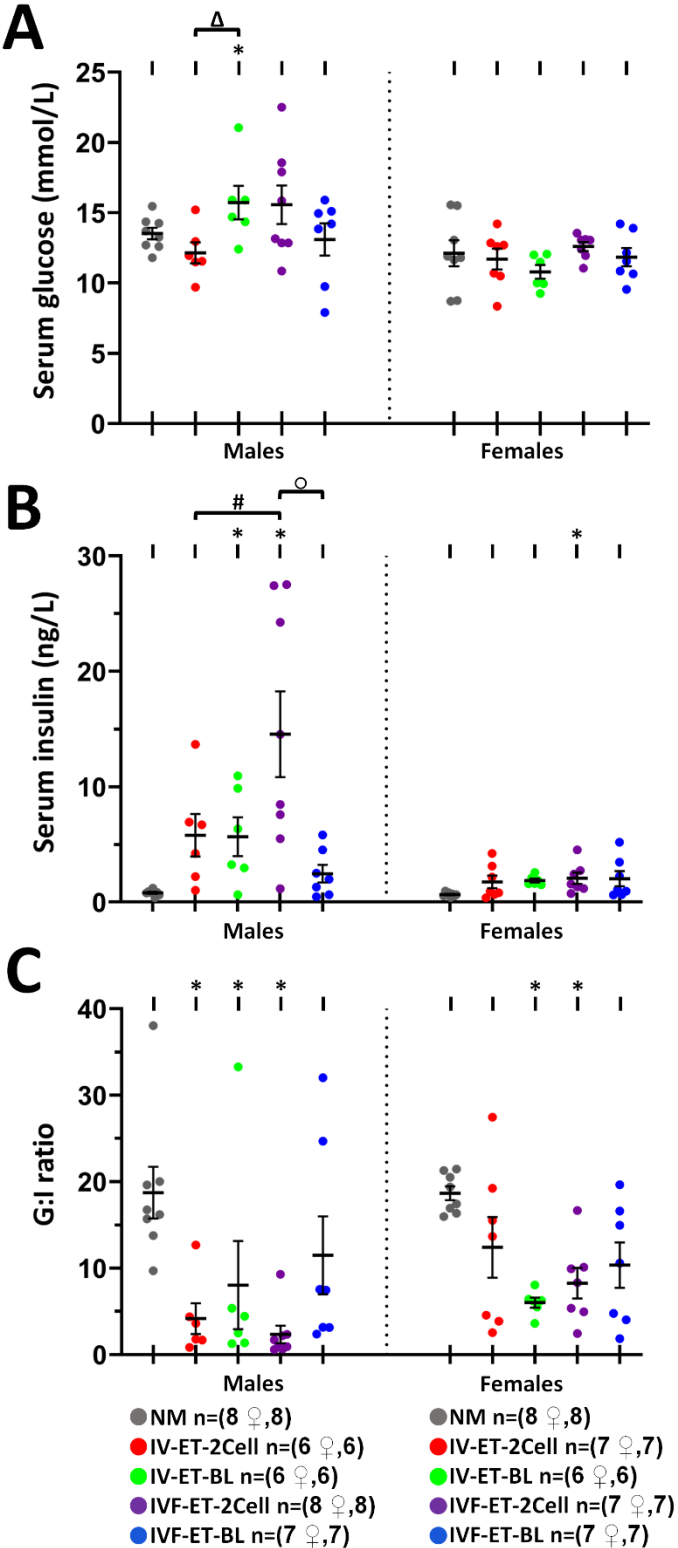 A
Δ
*
25
20
15
10
5
0
Serum glucose (mmol/L)
Males
Females
B
#
○
* *
*
30
20
10
0
Serum insulin (ng/L)
Males
Females
C
* * *
* *
40
30
20
10
0
G:I ratio
Males
Females
NM n=(8 ♀,8)
IV-ET-2Cell n=(6 ♀,6)
IV-ET-BL n=(6 ♀,6)
IVF-ET-2Cell n=(8 ♀,8)
IVF-ET-BL n=(7 ♀,7)
NM n=(8 ♀,8)
IV-ET-2Cell n=(7 ♀,7)
IV-ET-BL n=(6 ♀,6)
IVF-ET-2Cell n=(7 ♀,7)
IVF-ET-BL n=(7 ♀,7)